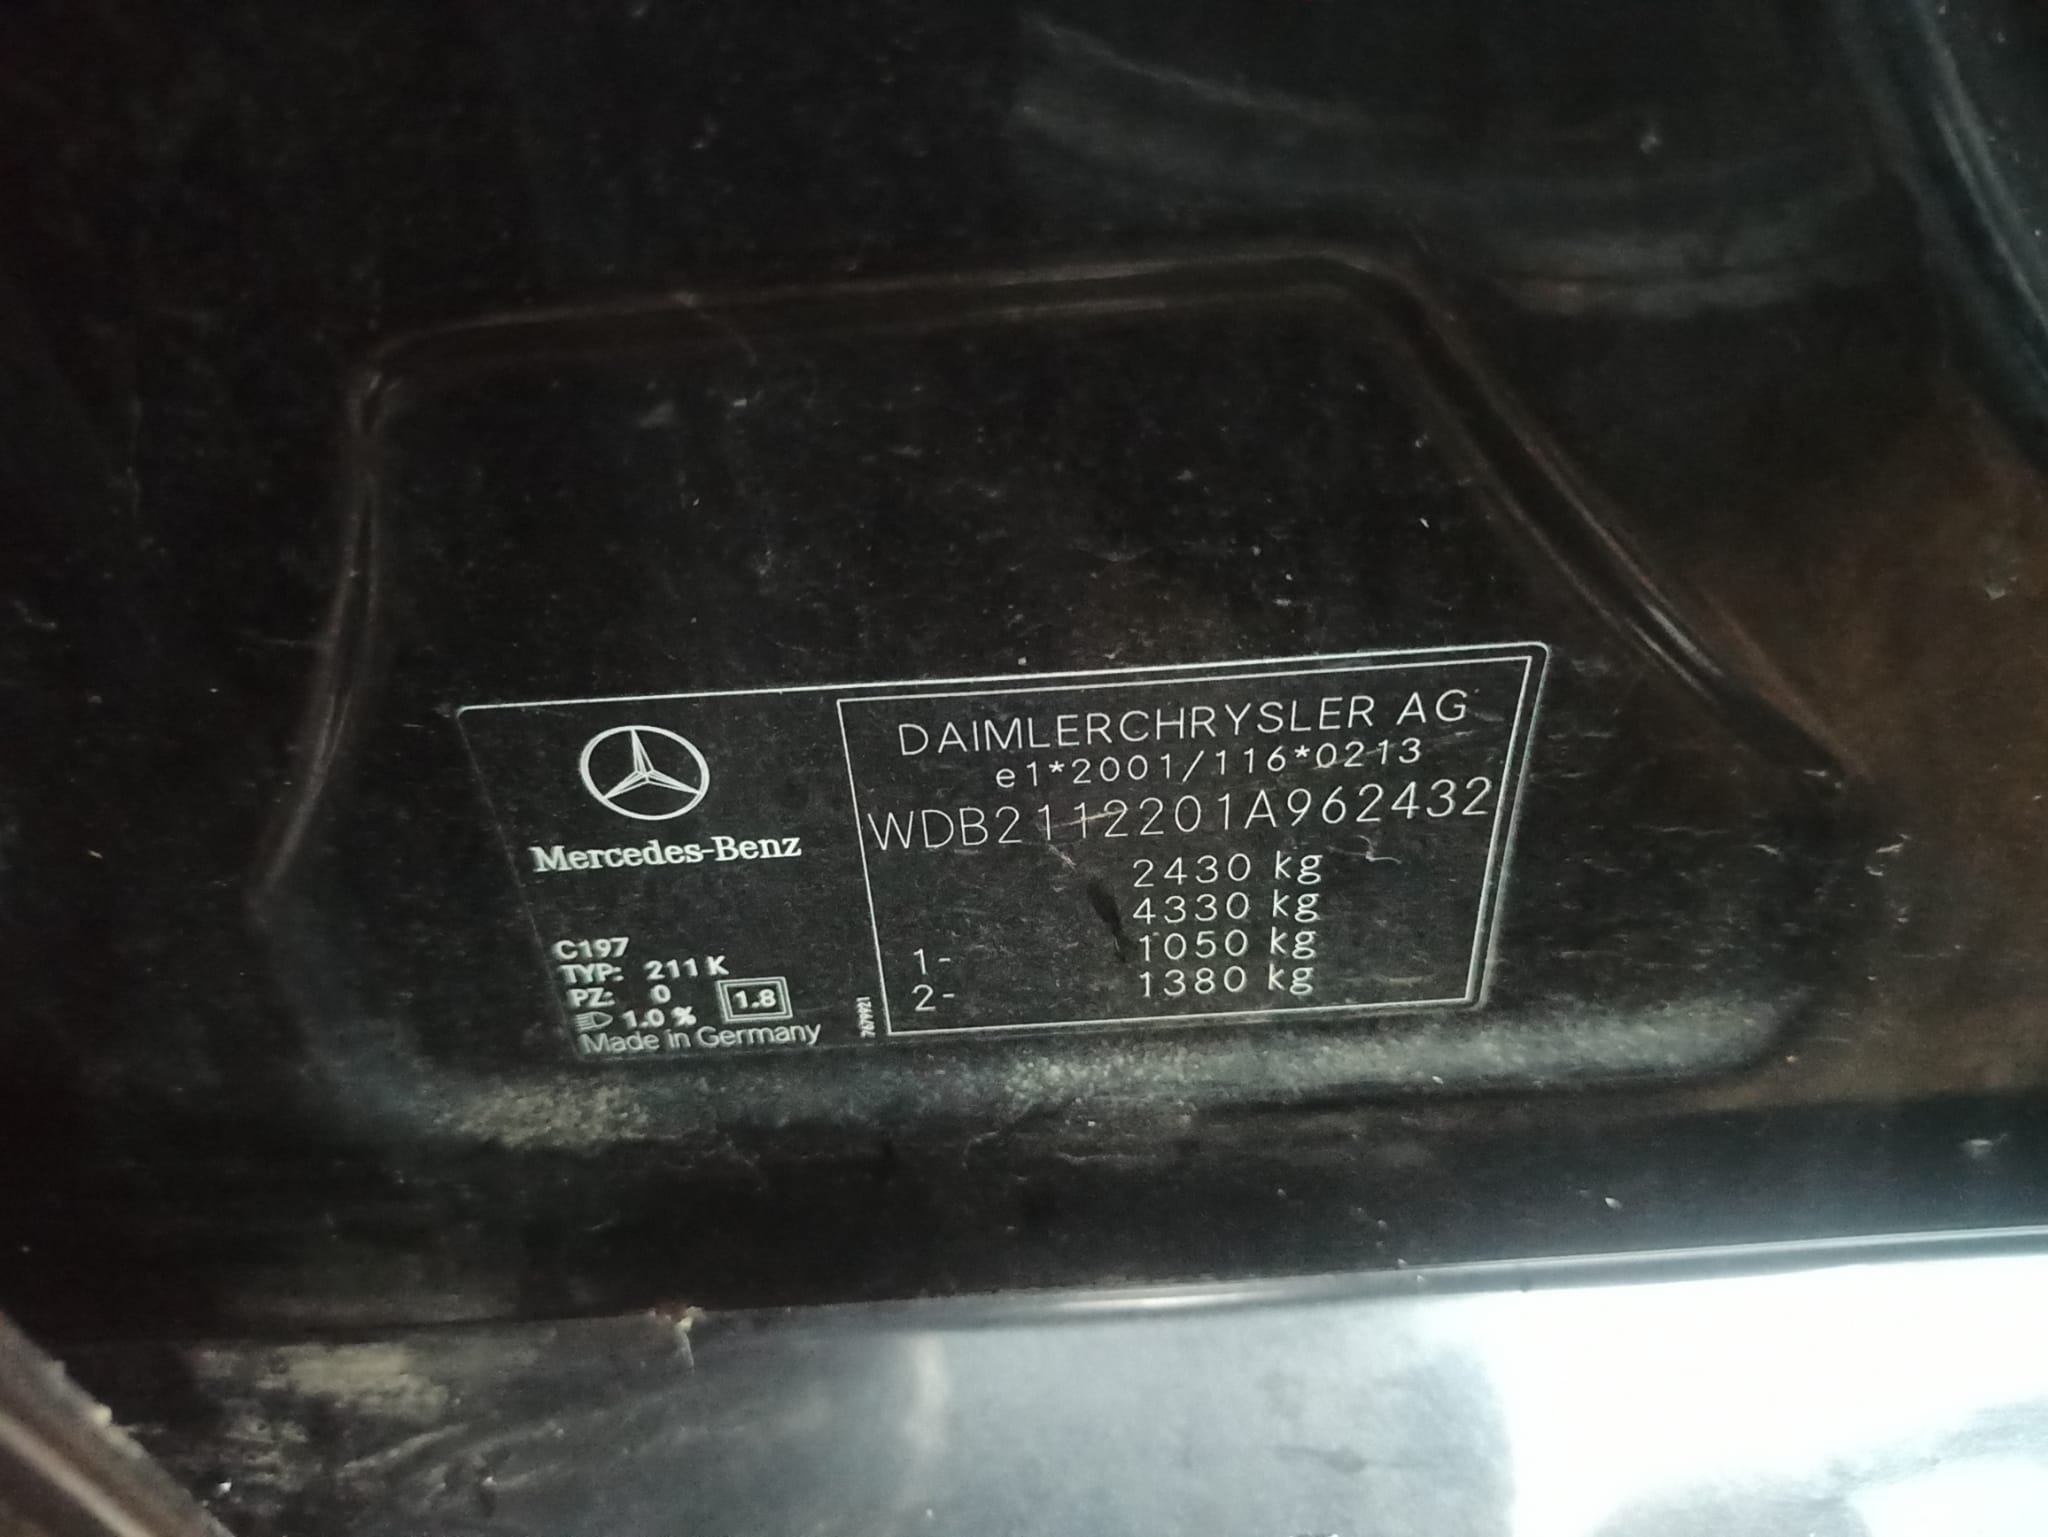 Mercedes-Benz
C197
TYP: 211 K
PZ: 0
1.0 %
1.8
Made in Germany
DAIMLERCHRYSLER AG
e1*2001/116*0213
WDB2112201A962432
2430 kg
4330 kg
1- 1050 kg
2- 1380 kg